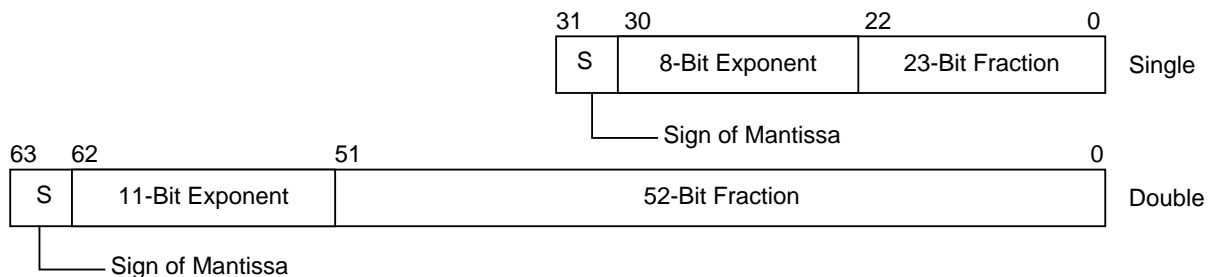 31 30 22 0
S 8-Bit Exponent 23-Bit Fraction Single
Sign of Mantissa
63 62 51 0
S 11-Bit Exponent 52-Bit Fraction Double
Sign of Mantissa